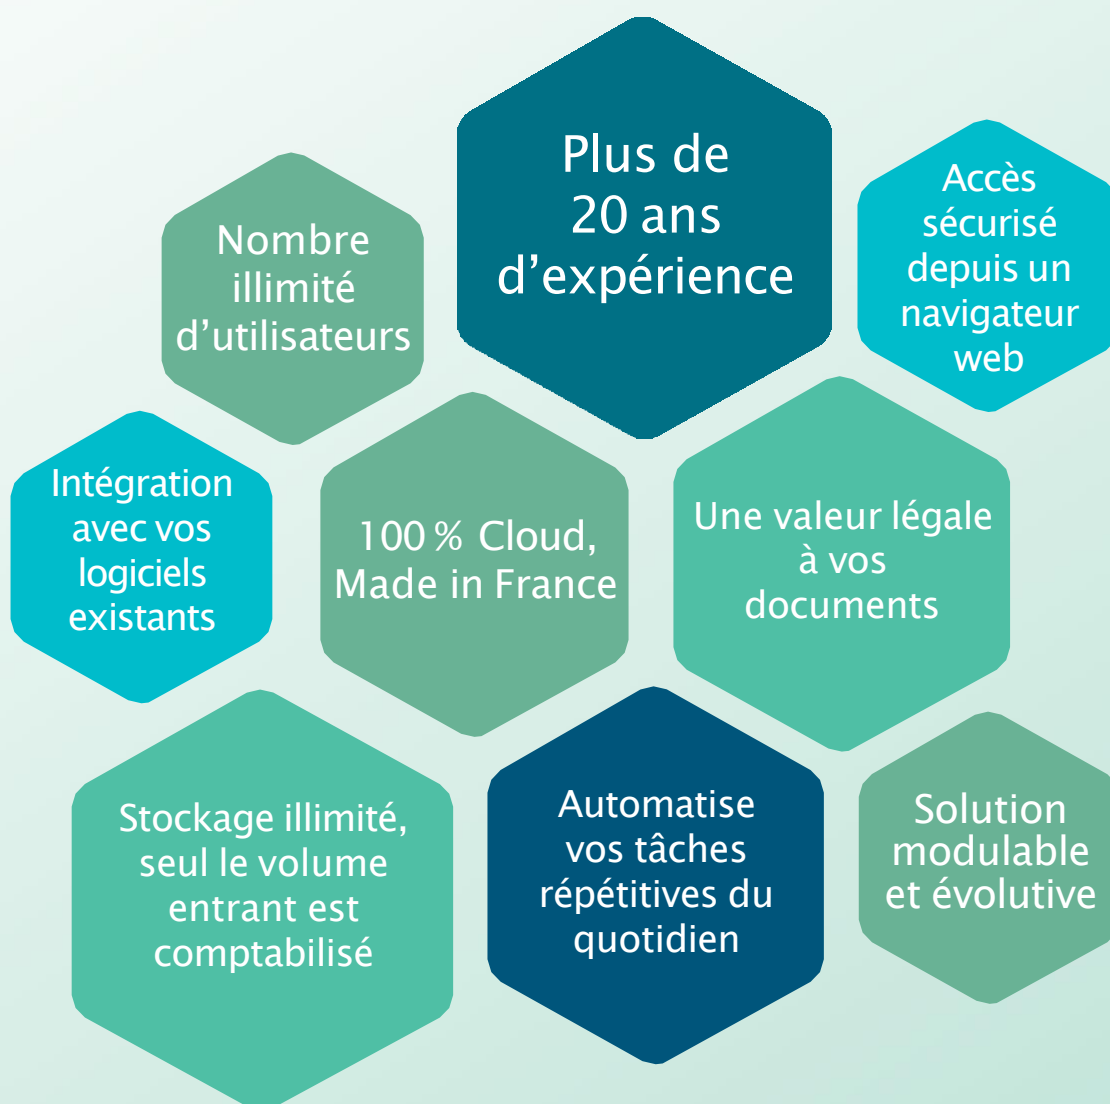 Plus de
20 ans
d’expérience
Nombre
illimité
d’utilisateurs
Accès
sécurisé
depuis un
navigateur
web
Intégration
avec vos
logiciels
existants
100 % Cloud,
Made in France
Une valeur légale
à vos
documents
Stockage illimité,
seul le volume
entrant est
comptabilisé
Automatise
vos tâches
répétitives du
quotidien
Solution
modulable
et évolutive